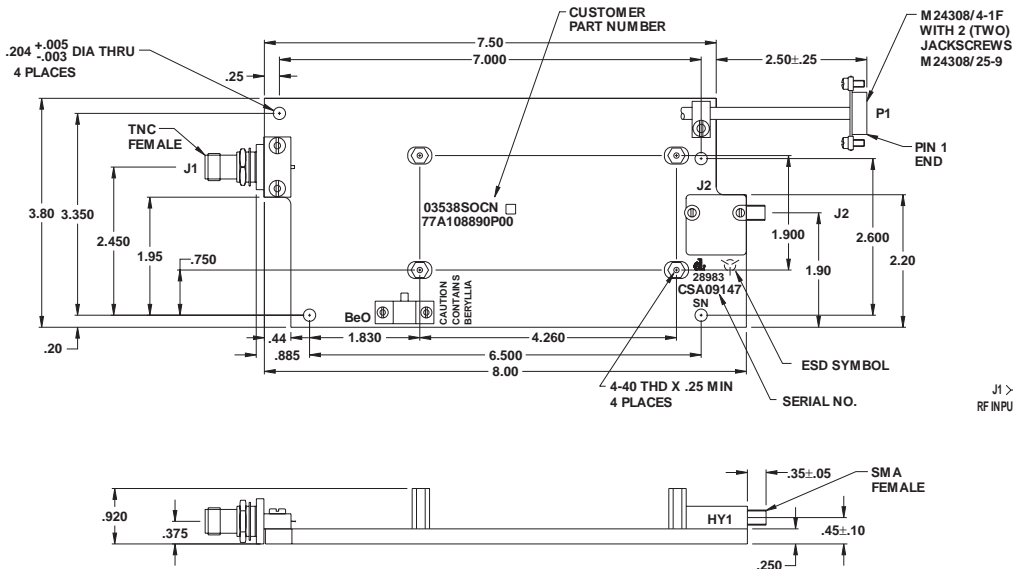 CUSTOMER
PART NUMBER
M24308/4-1F
WITH 2 (TWO)
JACKSCREWS
M24308/25-9
.204 +.005 -.003 DIA THRU
4 PLACES
7.50
7.000
2.50±.25
.25
P1
TNC
FEMALE
J1
PIN 1
END
03538SOCN
77A108890P00
J2
J2
3.80
3.350
2.450
1.95
.750
1.900
1.90
2.600
2.20
28983
CSA09147
SN
BeO
CAUTION
CONTAINS
BERYLLIA
.20
.44
1.830
4.260
.885
6.500
8.00
ESD SYMBOL
4-40 THD X .25 MIN
4 PLACES
SERIAL NO.
J1
RF INPU
.35±.05
SMA
FEMALE
.920
.375
HY1
.45±.10
.250